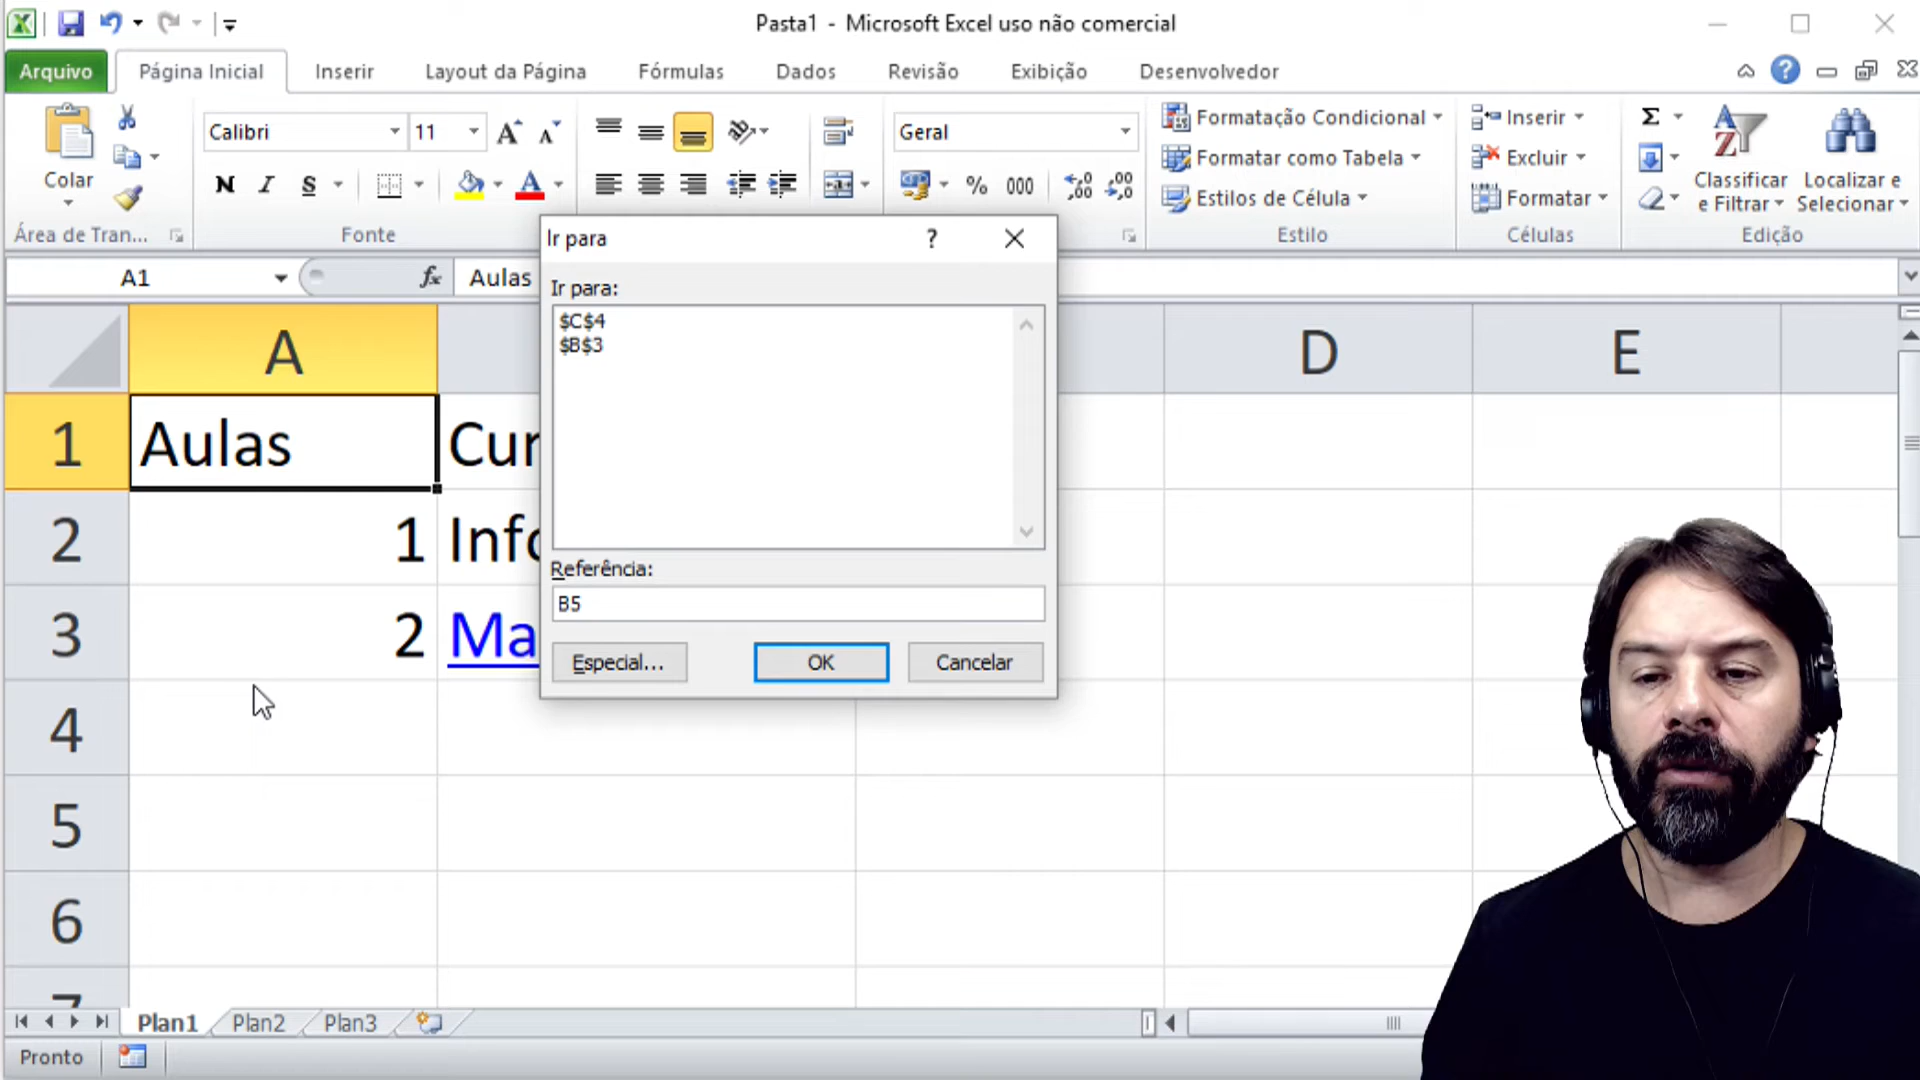 Pasta1 - Microsoft Excel uso não comercial
Arquivo Página Inicial Inserir Layout da Página Fórmulas Dados Revisão Exibição Desenvolvedor
Colar
Área de Tran...
Calibri 11
N I S
Fonte
Geral
% 000
Formatação Condicional
Formatar como Tabela
Estilos de Célula
Estilo
Inserir
Excluir
Formatar
Células
Σ
Classificar e Filtrar
Localizar e Selecionar
Edição
A1 fx Aulas
Ir para ?
Ir para:
$C$4
$B$3
Referência:
B5
Especial... OK Cancelar
A D E
1 Aulas Cur
2 1 Info
3 2 Ma
4
5
6
7
Plan1 Plan2 Plan3
Pronto